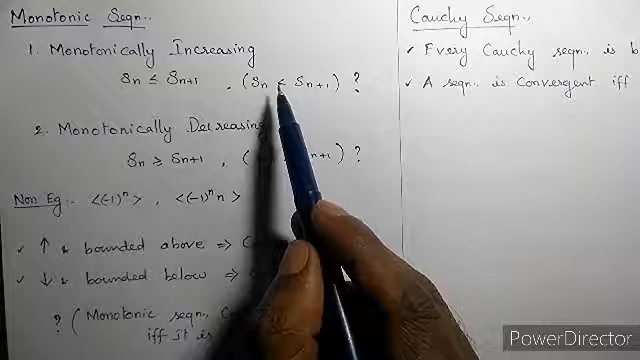 Monotonic Seqn..
1. Monotonically Increasing
Sn ≤ Sn+1 , (Sn < Sn+1) ?
2. Monotonically Decreasing
Sn ≥ Sn+1 , ( n+1) ?
Non Eg:- <(-1)^n> , <(-1)^n n>
✓ ↑ & bounded above ⇒
✓ ↓ & bounded below ⇒
? (Monotonic seqn..
iff it is
Cauchy Seqn..
✓ Every Cauchy seqn.. is b
✓ A seqn.. is Convergent iff
PowerDirector